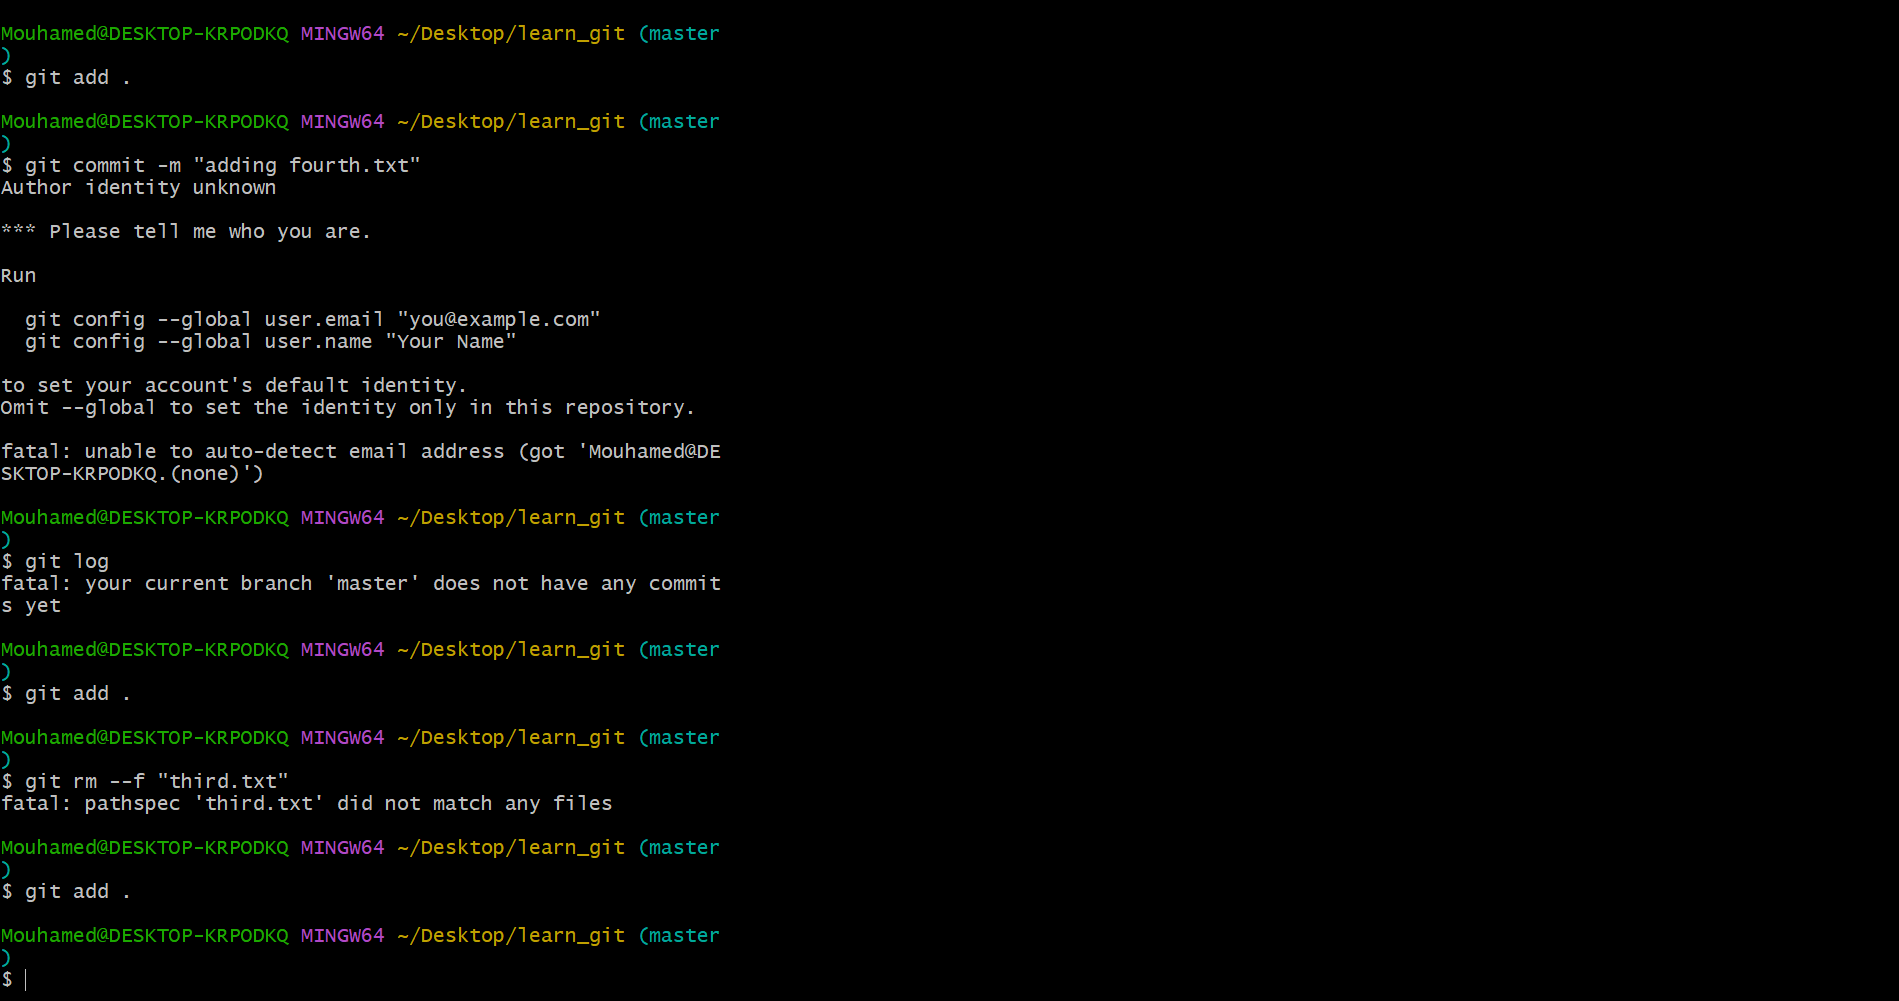 Mouhamed@DESKTOP-KRPODKQ MINGW64 ~/Desktop/learn_git (master
)
$ git add .
Mouhamed@DESKTOP-KRPODKQ MINGW64 ~/Desktop/learn_git (master
)
$ git commit -m "adding fourth.txt"
Author identity unknown
*** Please tell me who you are.
Run
  git config --global user.email "you@example.com"
  git config --global user.name "Your Name"
to set your account's default identity.
Omit --global to set the identity only in this repository.
fatal: unable to auto-detect email address (got 'Mouhamed@DE
SKTOP-KRPODKQ.(none)')
Mouhamed@DESKTOP-KRPODKQ MINGW64 ~/Desktop/learn_git (master
)
$ git log
fatal: your current branch 'master' does not have any commit
s yet
Mouhamed@DESKTOP-KRPODKQ MINGW64 ~/Desktop/learn_git (master
)
$ git add .
Mouhamed@DESKTOP-KRPODKQ MINGW64 ~/Desktop/learn_git (master
)
$ git rm --f "third.txt"
fatal: pathspec 'third.txt' did not match any files
Mouhamed@DESKTOP-KRPODKQ MINGW64 ~/Desktop/learn_git (master
)
$ git add .
Mouhamed@DESKTOP-KRPODKQ MINGW64 ~/Desktop/learn_git (master
)
$